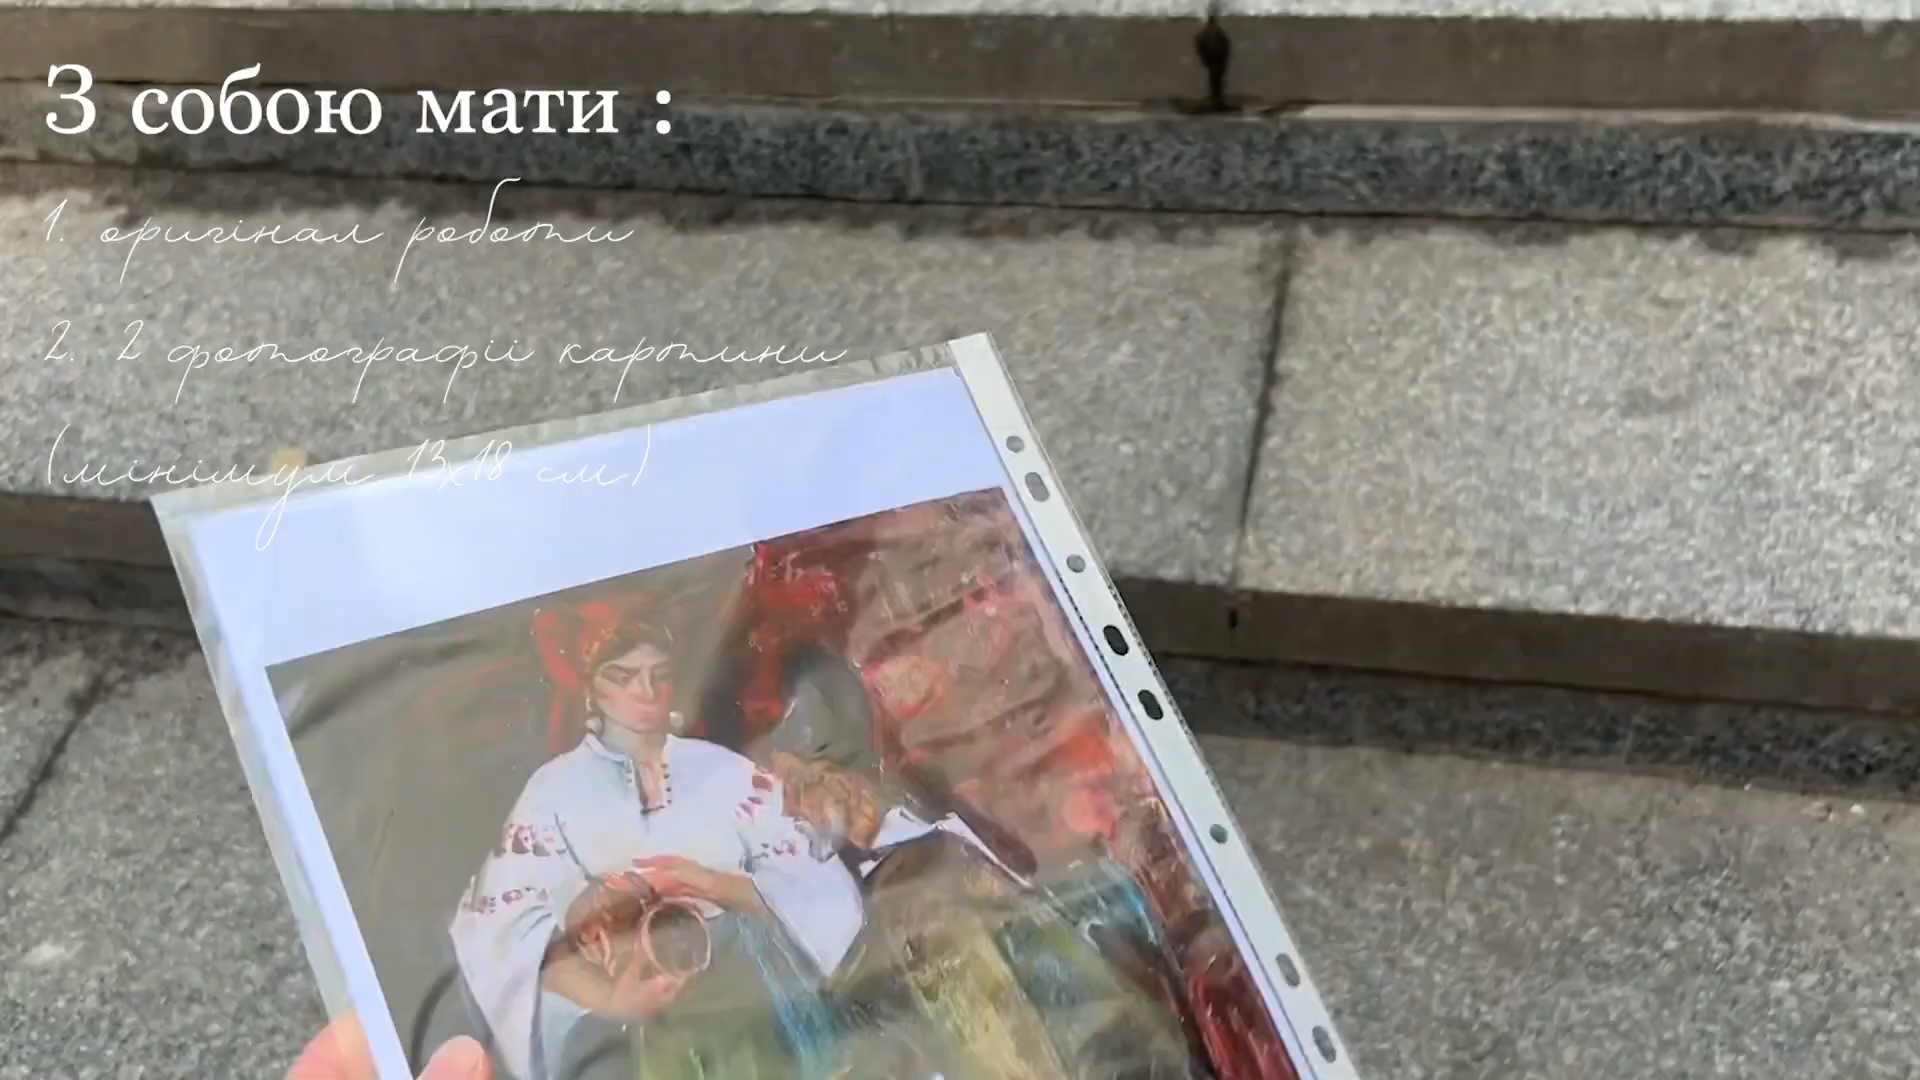 З собою мати :
1. оригінал роботи
2. 2 фотографії картини
(мінімум 13х18 см)